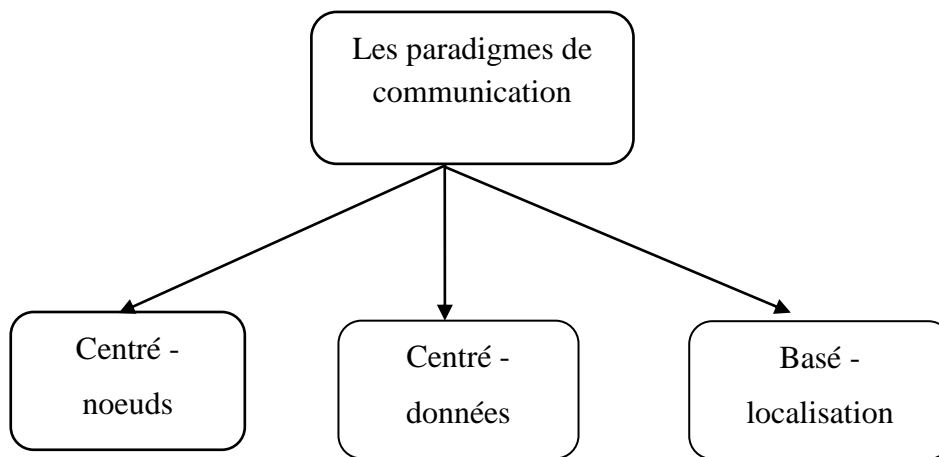 Les paradigmes de
communication
Centré -
noeuds
Centré -
données
Basé -
localisation